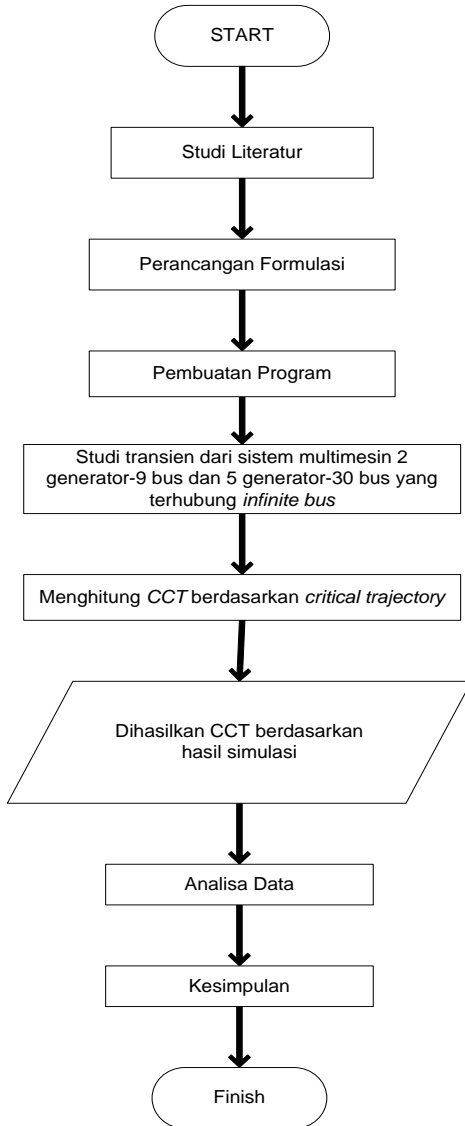 START
Studi Literatur
Perancangan Formulasi
Pembuatan Program
Studi transien dari sistem multimesin 2
generator-9 bus dan 5 generator-30 bus yang
terhubung infinite bus
Menghitung CCT berdasarkan critical trajectory
Dihasilkan CCT berdasarkan
hasil simulasi
Analisa Data
Kesimpulan
Finish